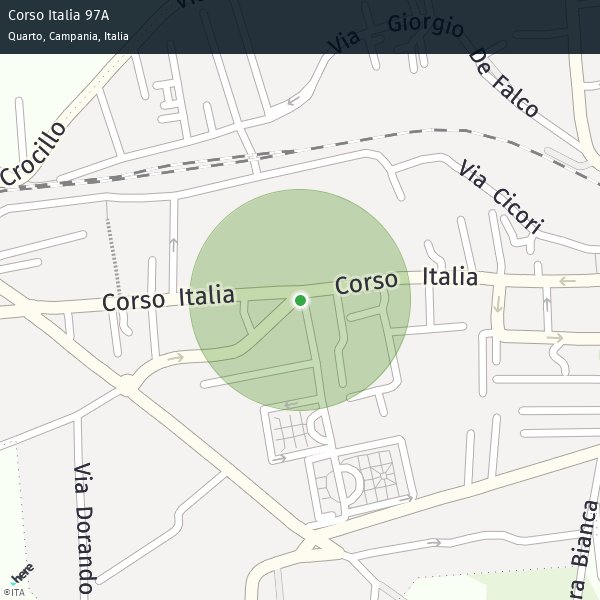 Corso Italia 97A
Quarto, Campania, Italia
Via Giorgio De Falco
Crocillo
Via Cicori
Corso Italia
Corso Italia
Via Dorando
ra Bianca
here
©ITA